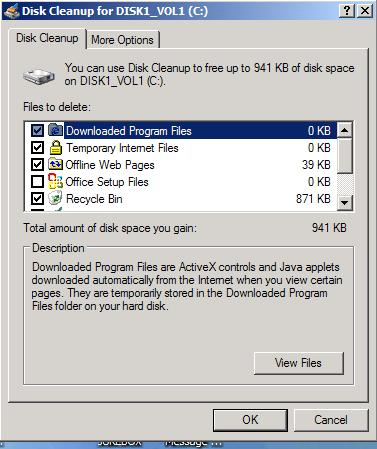 Disk Cleanup for DISK1_VOL1 (C:)
Disk Cleanup
More Options
You can use Disk Cleanup to free up to 941 KB of disk space
on DISK1_VOL1 (C:).
Files to delete:
Downloaded Program Files 0 KB
Temporary Internet Files 0 KB
Offline Web Pages 39 KB
Office Setup Files 0 KB
Recycle Bin 871 KB
Total amount of disk space you gain: 941 KB
Description
Downloaded Program Files are ActiveX controls and Java applets
downloaded automatically from the Internet when you view certain
pages. They are temporarily stored in the Downloaded Program
Files folder on your hard disk.
View Files
OK
Cancel